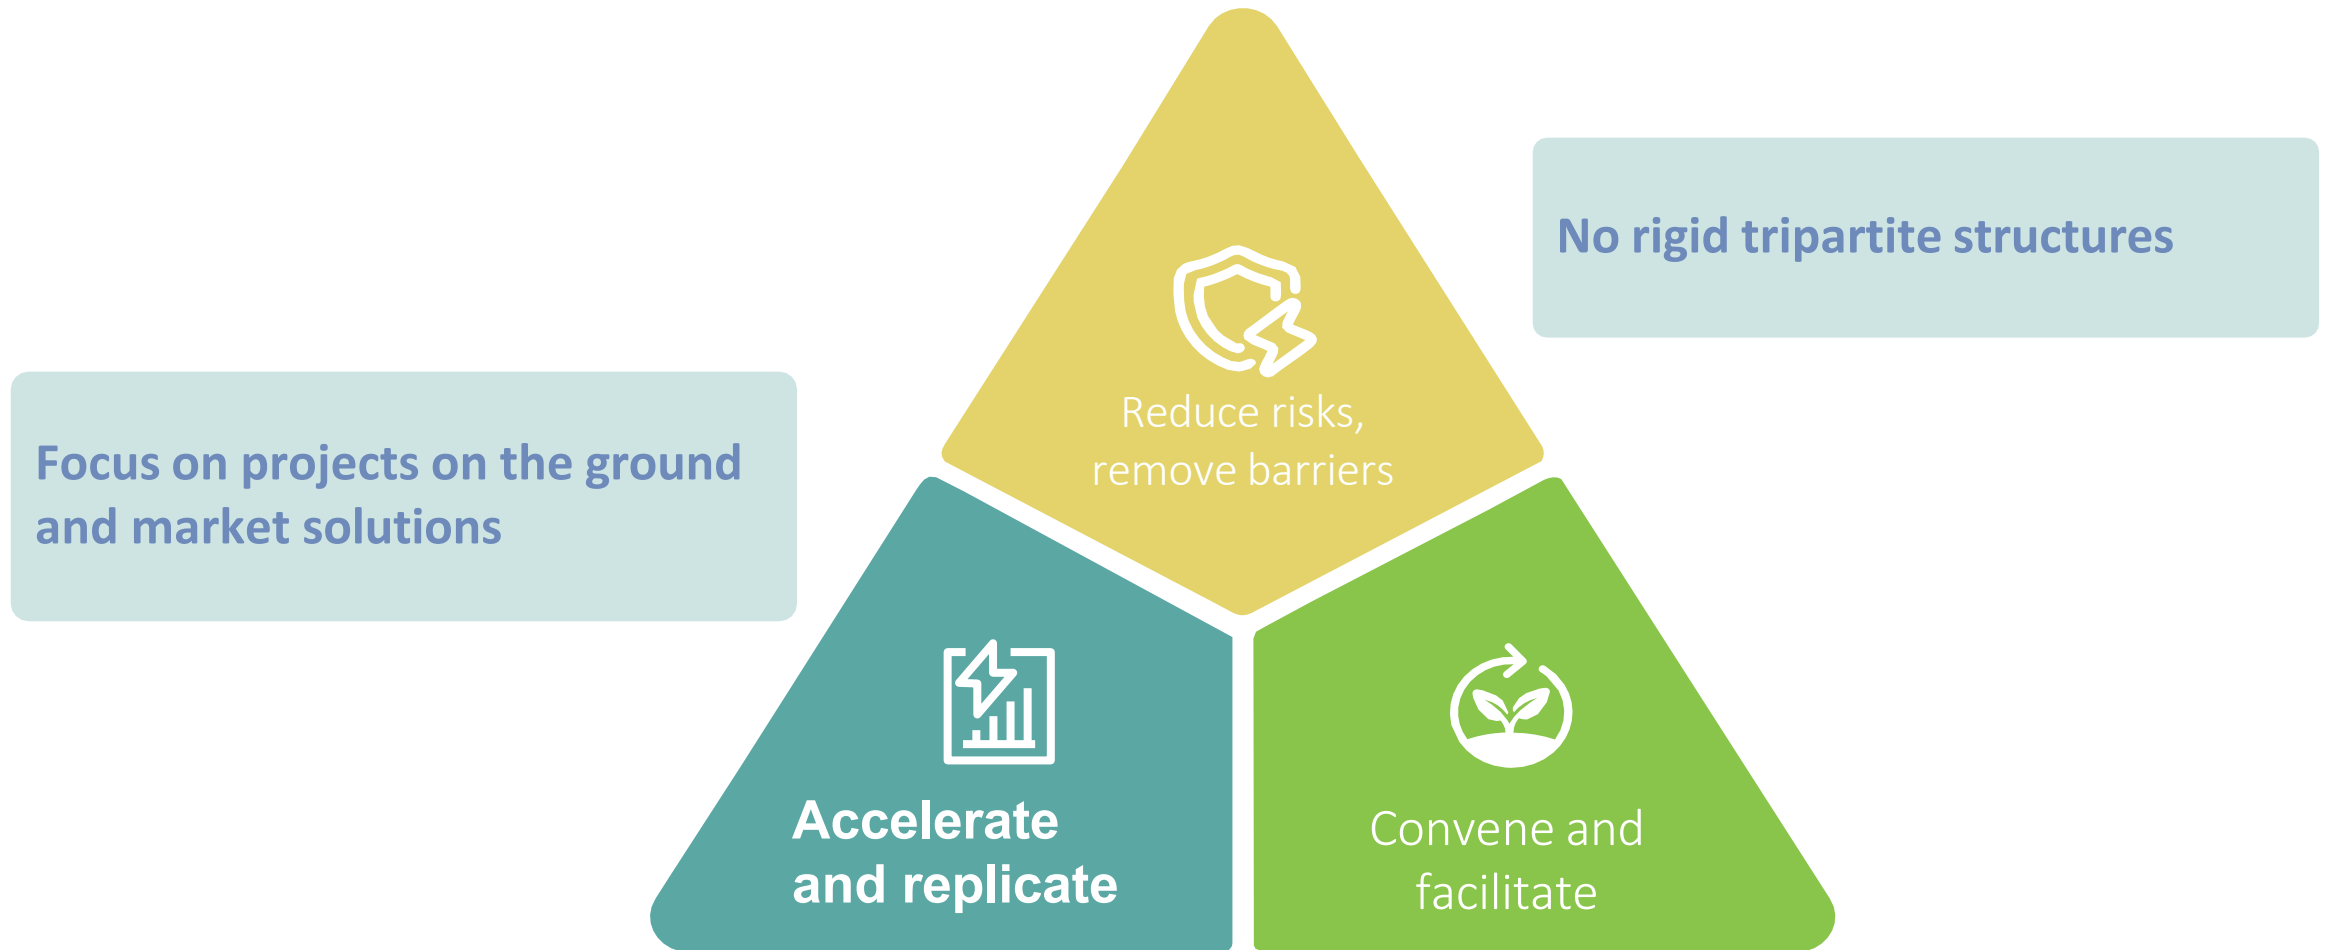 No rigid tripartite structures
Focus on projects on the ground
and market solutions
Reduce risks,
remove barriers
Accelerate
and replicate
Convene and
facilitate